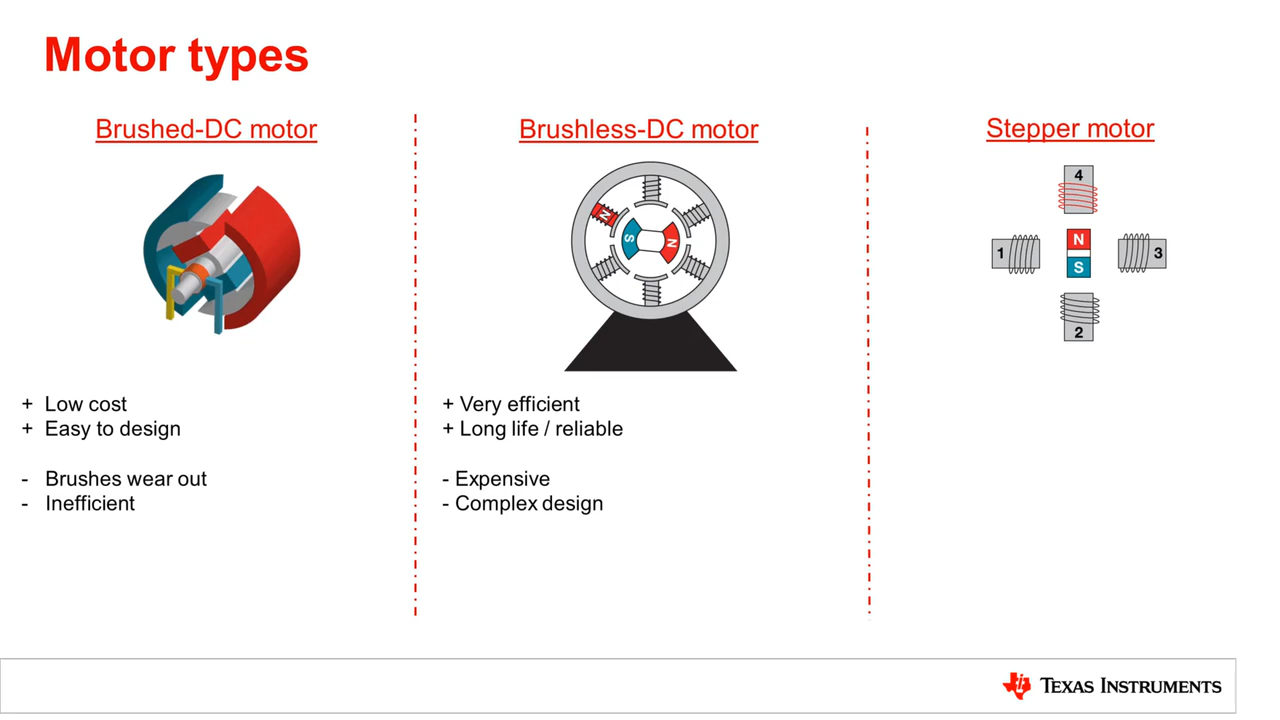 Motor types
Brushed-DC motor
+ Low cost
+ Easy to design
- Brushes wear out
- Inefficient
Brushless-DC motor
N
S
N
+ Very efficient
+ Long life / reliable
- Expensive
- Complex design
Stepper motor
4
1
N
S
3
2
TEXAS INSTRUMENTS